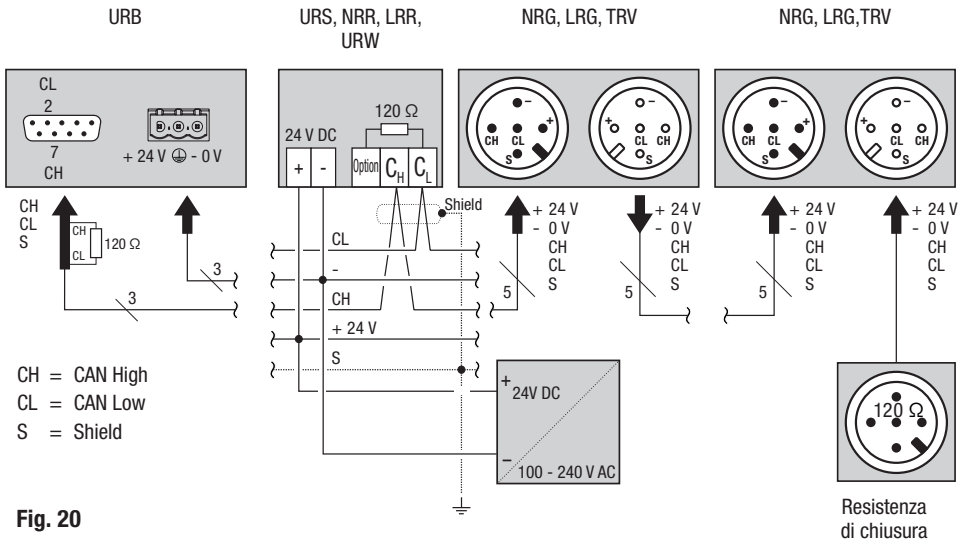 URB
URS, NRR, LRR,
URW
NRG, LRG, TRV
NRG, LRG,TRV
CL
2
7
CH
+ 24 V ⏚ - 0 V
24 V DC
120 Ω
+
-
Option
CH
CL
-
+
CH
CL
S
-
+
CL
CH
S
-
+
CH
CL
S
-
+
CL
CH
S
CH
CL
S
CH
CL
120 Ω
3
3
Shield
CL
-
CH
+ 24 V
S
+ 24 V
- 0 V
CH
CL
S
5
+ 24 V
- 0 V
CH
CL
S
5
+ 24 V
- 0 V
CH
CL
S
5
+ 24 V
- 0 V
CH
CL
S
CH = CAN High
CL = CAN Low
S = Shield
+
24V DC
-
100 - 240 V AC
120 Ω
Resistenza
di chiusura
Fig. 20